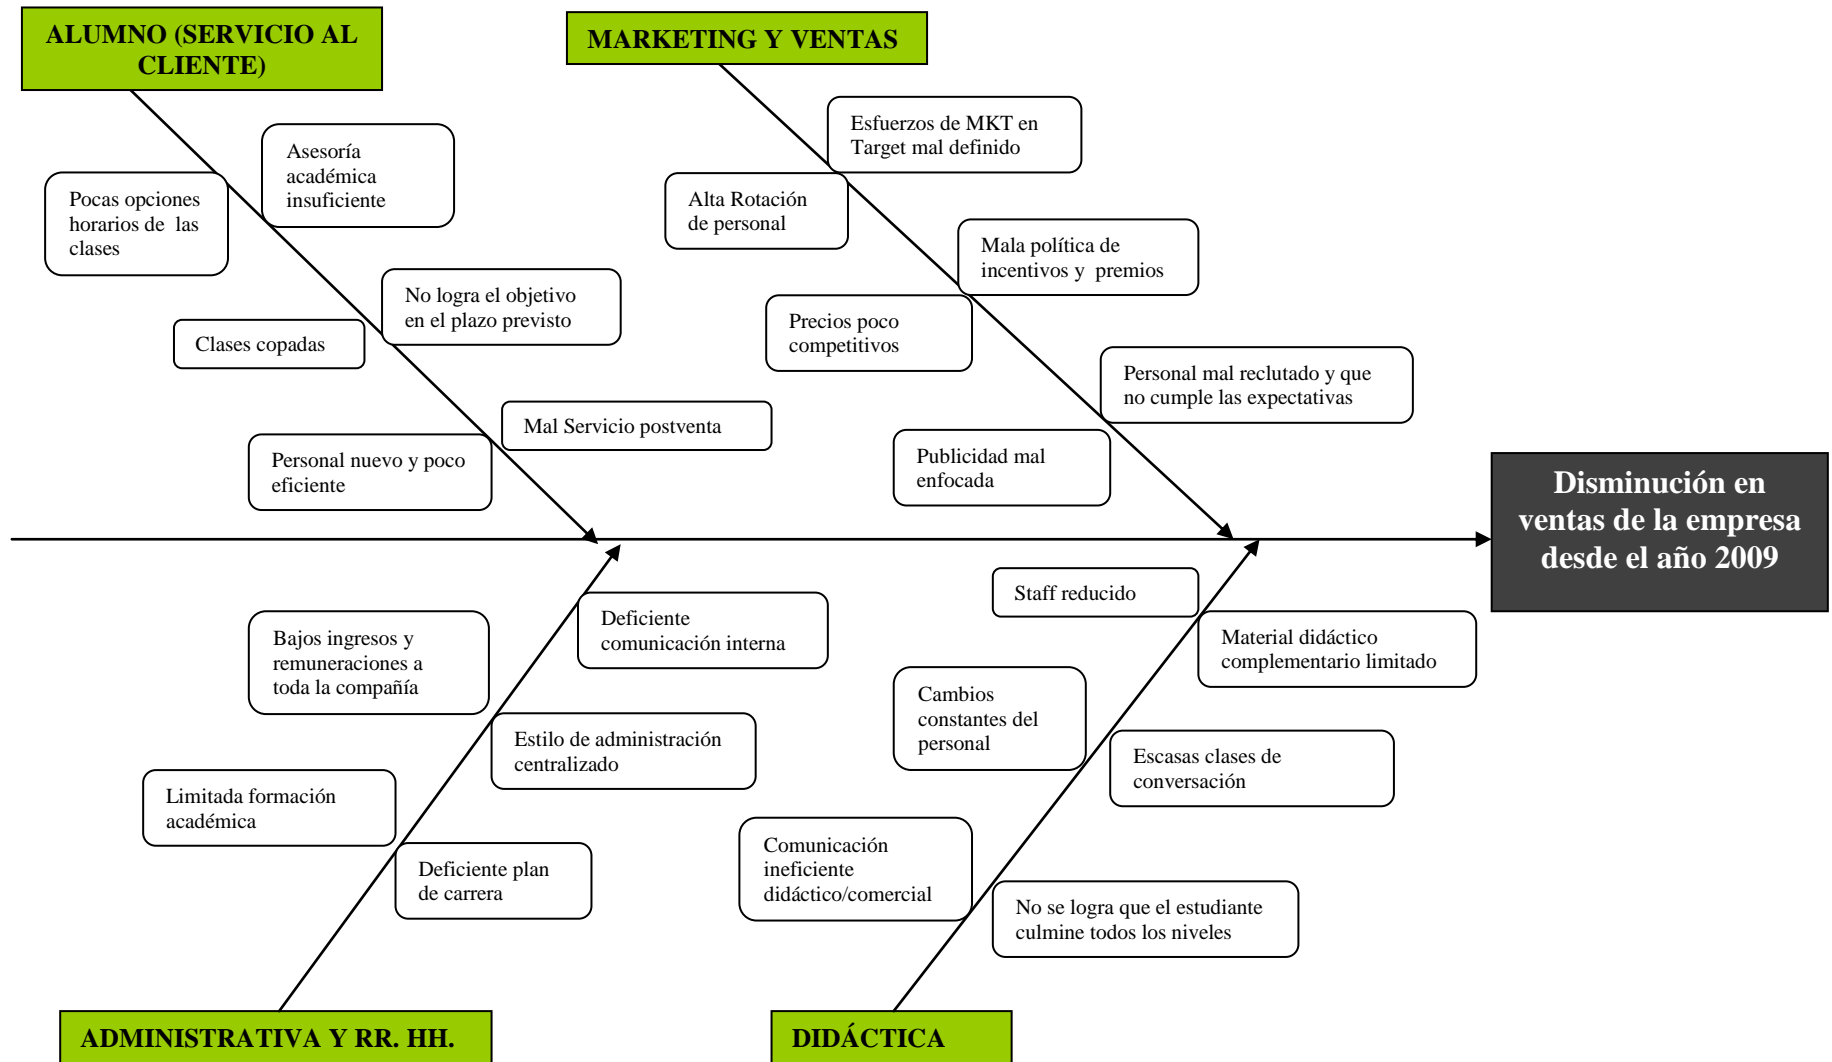 ALUMNO (SERVICIO AL
CLIENTE)
MARKETING Y VENTAS
Esfuerzos de MKT en
Target mal definido
Asesoría
académica
insuficiente
Pocas opciones
horarios de las
clases
Alta Rotación
de personal
Mala política de
incentivos y premios
No logra el objetivo
en el plazo previsto
Clases copadas
Precios poco
competitivos
Personal mal reclutado y que
no cumple las expectativas
Mal Servicio postventa
Personal nuevo y poco
eficiente
Publicidad mal
enfocada
Disminución en
ventas de la empresa
desde el año 2009
Staff reducido
Deficiente
comunicación interna
Bajos ingresos y
remuneraciones a
toda la compañía
Material didáctico
complementario limitado
Cambios
constantes del
personal
Estilo de administración
centralizado
Escasas clases de
conversación
Limitada formación
académica
Comunicación
ineficiente
didáctico/comercial
Deficiente plan
de carrera
No se logra que el estudiante
culmine todos los niveles
ADMINISTRATIVA Y RR. HH.
DIDÁCTICA